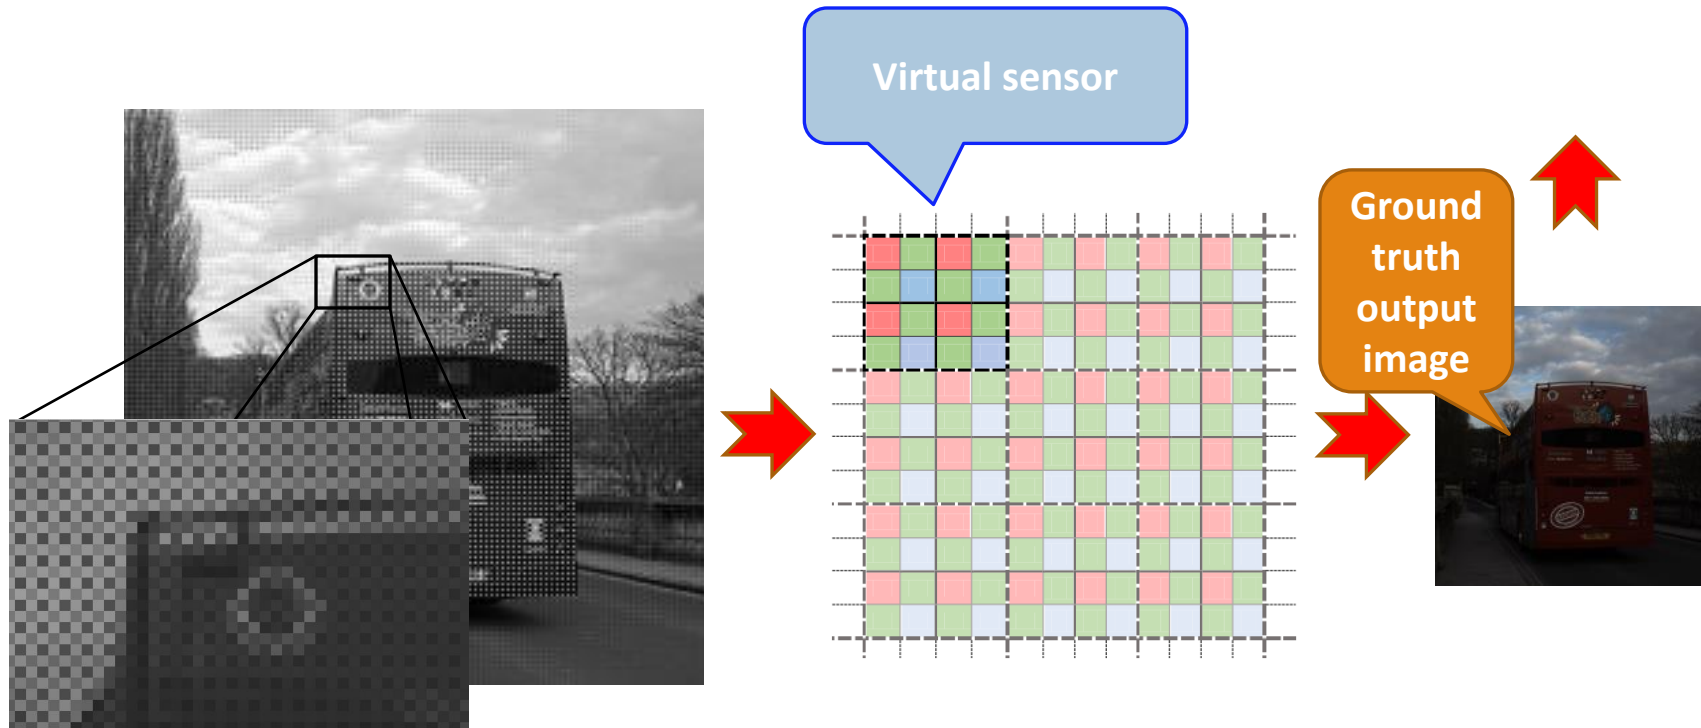 Virtual sensor
Ground
truth
output
image